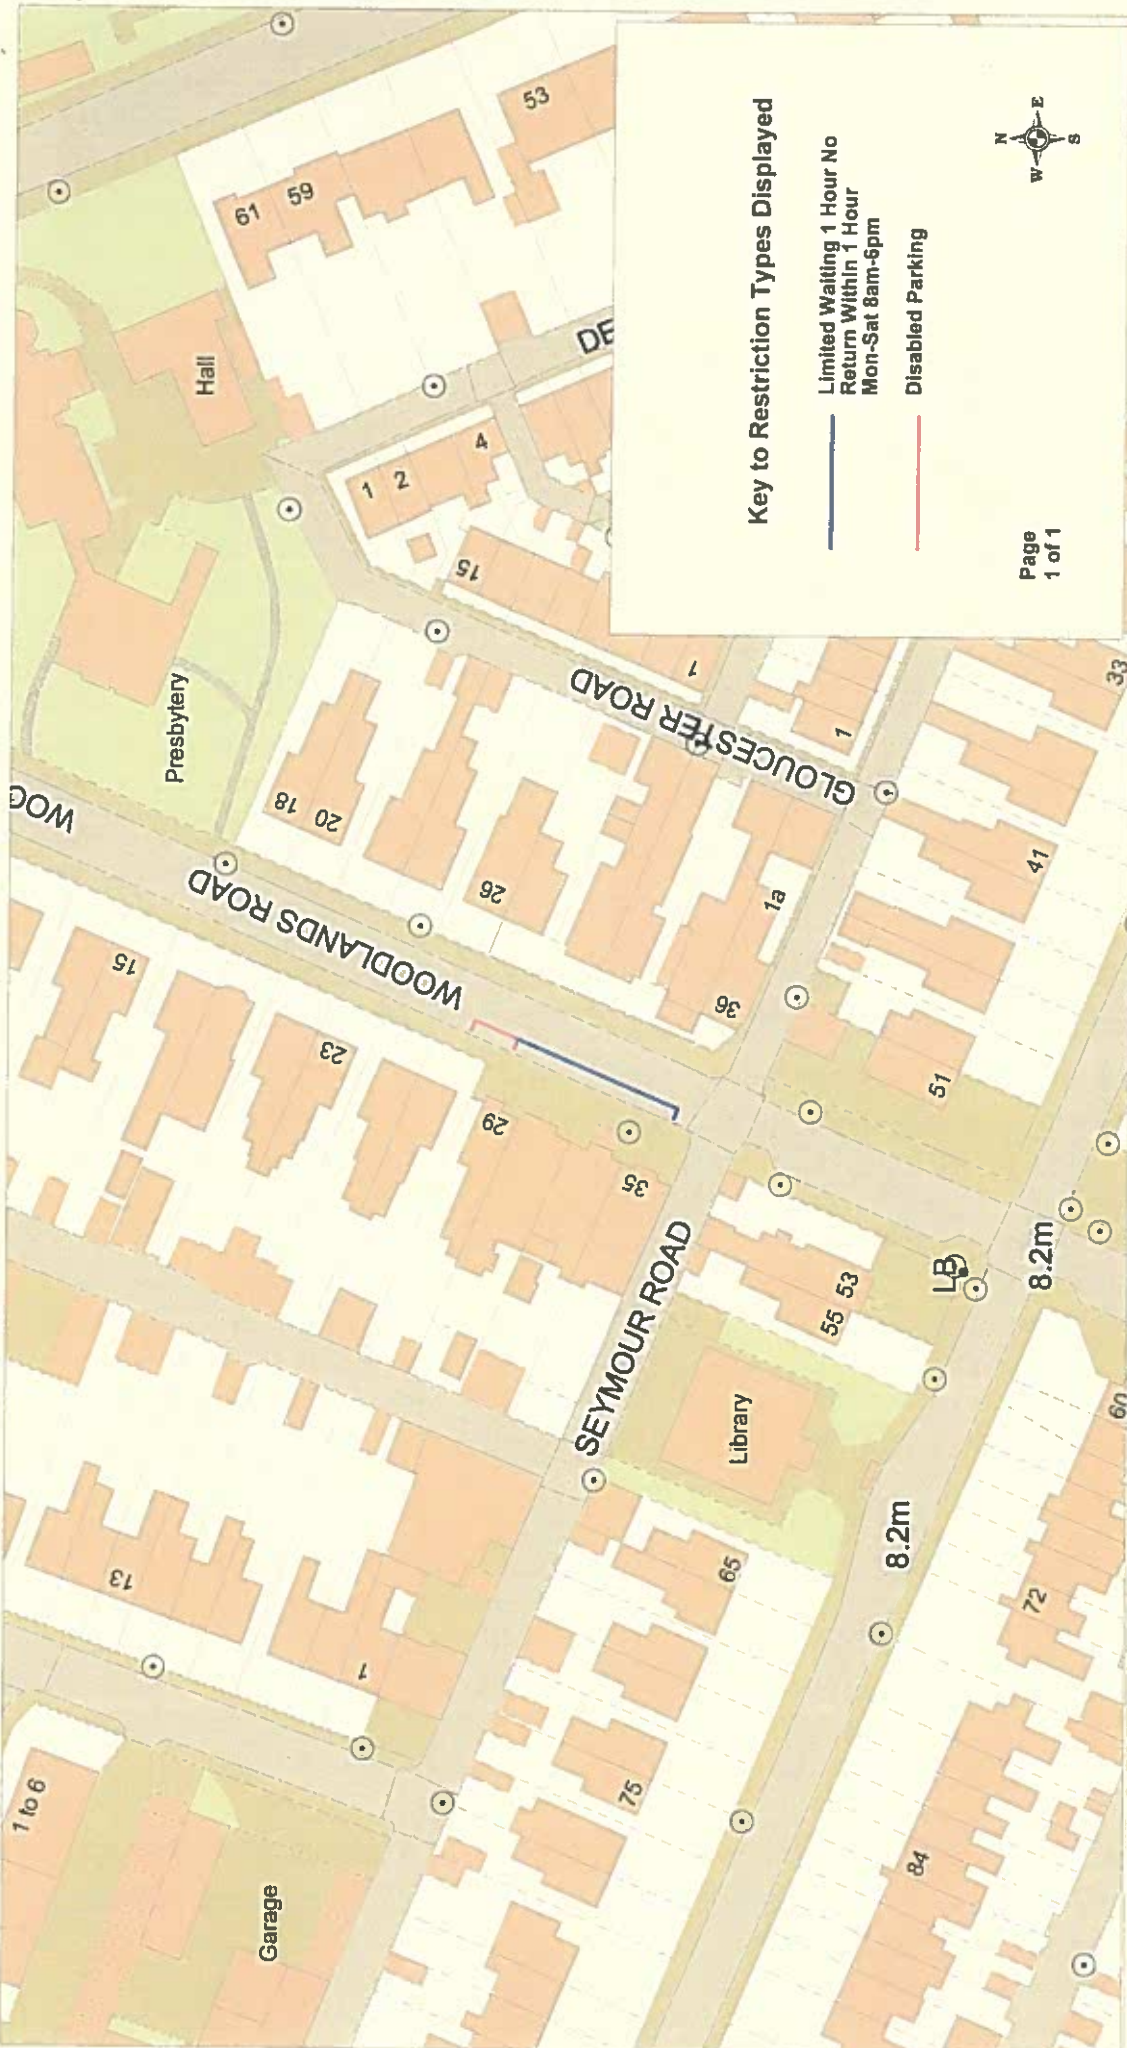 WOO
WOODLANDS ROAD
GLOUCESTER ROAD
SEYMOUR ROAD
DE
Presbytery
Hall
Library
Garage
LB
8.2m
8.2m
61
59
53
1
2
4
15
1
1
18
20
26
36
1a
41
33
51
15
23
29
35
53
55
65
75
13
1
1 to 6
84
72
60
Key to Restriction Types Displayed
Limited Waiting 1 Hour No
Return Within 1 Hour
Mon-Sat 8am-6pm
Disabled Parking
Page
1 of 1
N
E
S
W